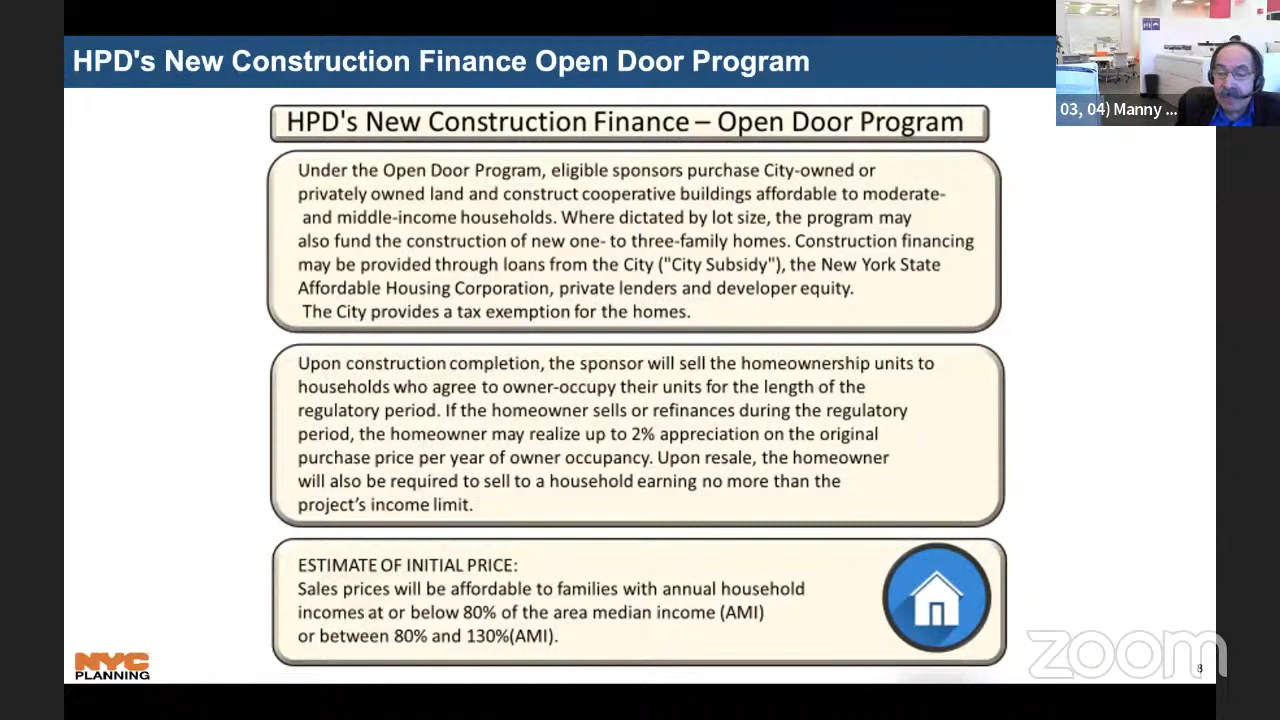 HPD's New Construction Finance Open Door Program
03, 04) Manny ...
HPD's New Construction Finance – Open Door Program
Under the Open Door Program, eligible sponsors purchase City-owned or
privately owned land and construct cooperative buildings affordable to moderate-
and middle-income households. Where dictated by lot size, the program may
also fund the construction of new one- to three-family homes. Construction financing
may be provided through loans from the City ("City Subsidy"), the New York State
Affordable Housing Corporation, private lenders and developer equity.
The City provides a tax exemption for the homes.
Upon construction completion, the sponsor will sell the homeownership units to
households who agree to owner-occupy their units for the length of the
regulatory period. If the homeowner sells or refinances during the regulatory
period, the homeowner may realize up to 2% appreciation on the original
purchase price per year of owner occupancy. Upon resale, the homeowner
will also be required to sell to a household earning no more than the
project's income limit.
ESTIMATE OF INITIAL PRICE:
Sales prices will be affordable to families with annual household
incomes at or below 80% of the area median income (AMI)
or between 80% and 130%(AMI).
NYC
PLANNING
zoom
8